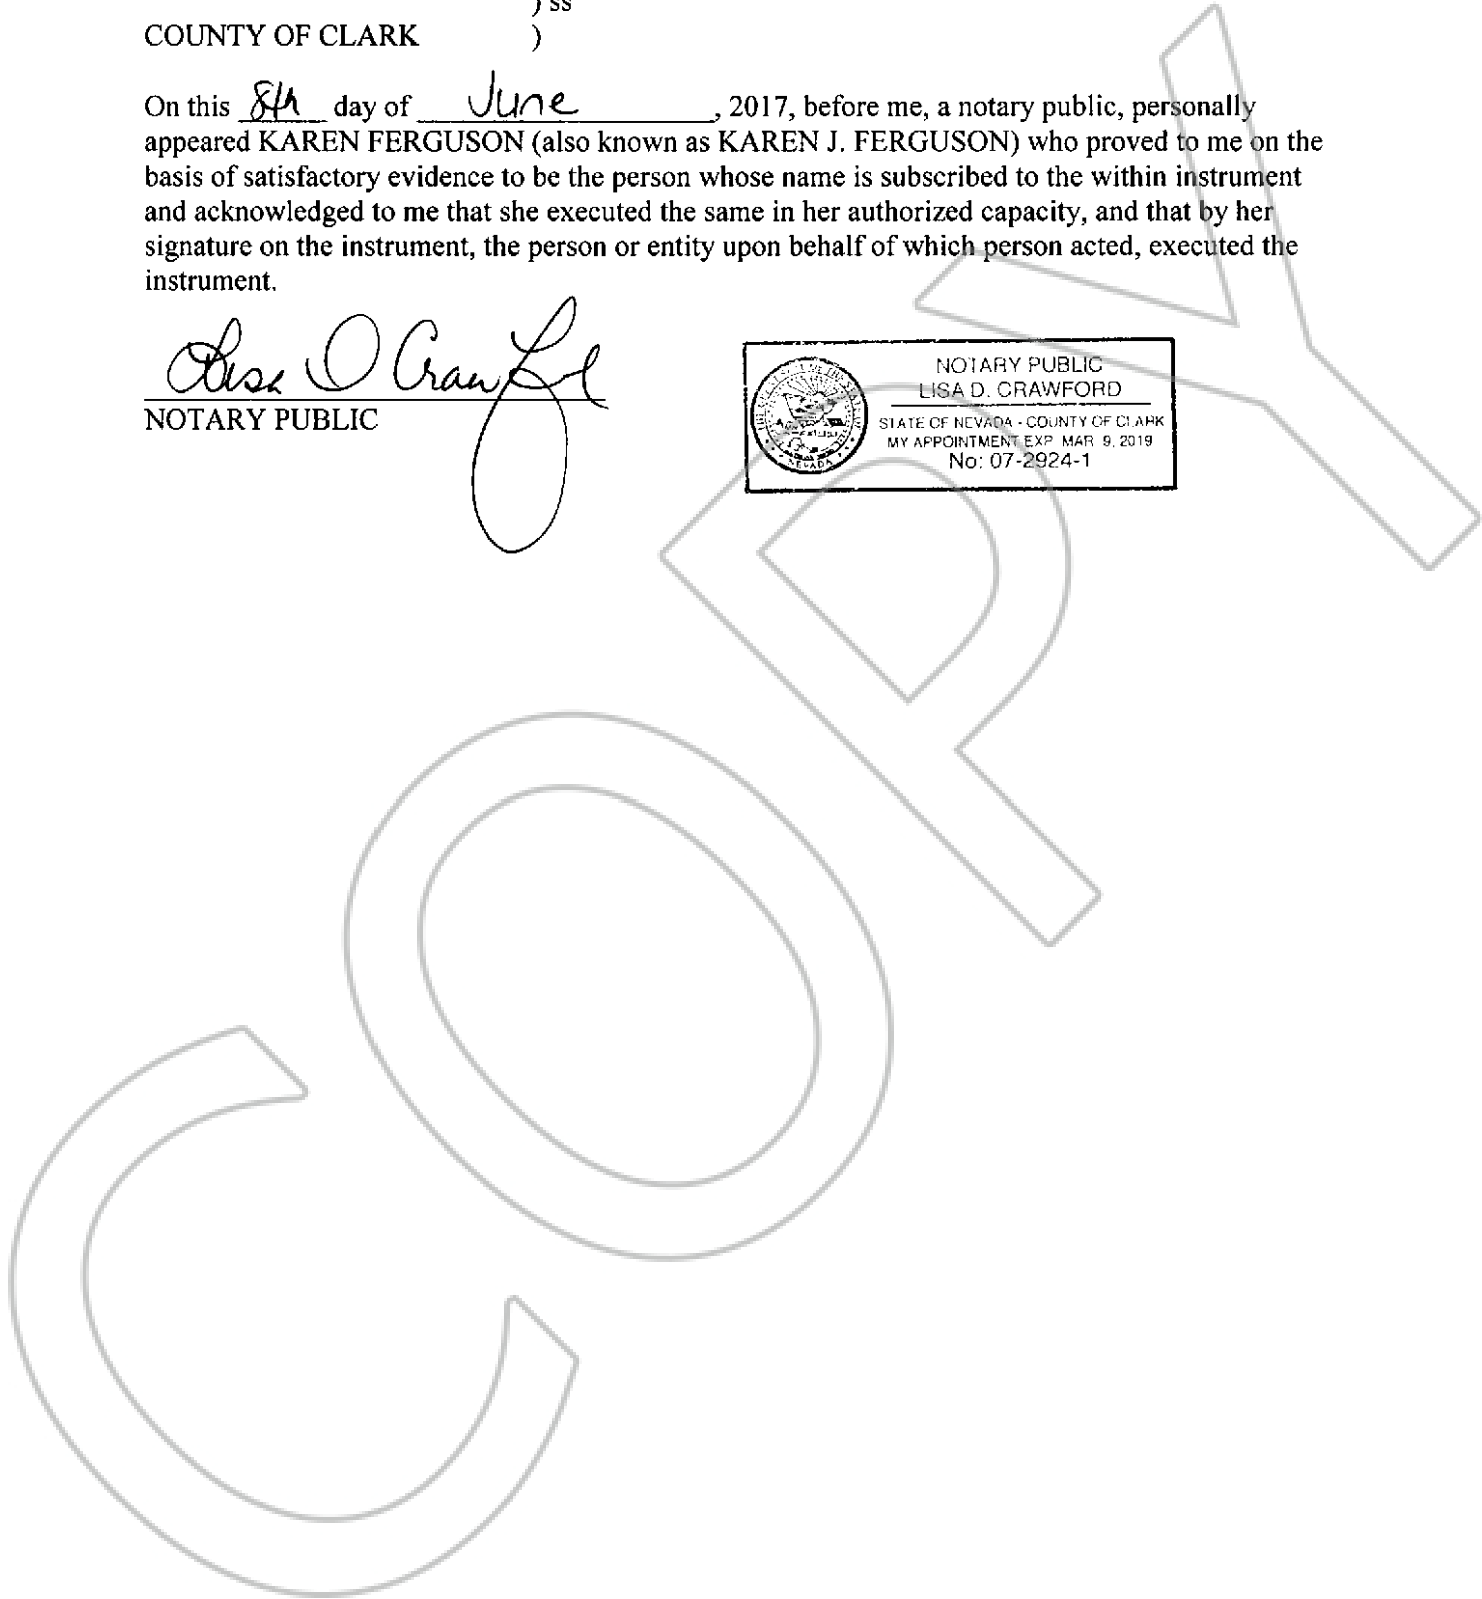 ) ss
COUNTY OF CLARK )
On this 8th day of June, 2017, before me, a notary public, personally
appeared KAREN FERGUSON (also known as KAREN J. FERGUSON) who proved to me on the
basis of satisfactory evidence to be the person whose name is subscribed to the within instrument
and acknowledged to me that she executed the same in her authorized capacity, and that by her
signature on the instrument, the person or entity upon behalf of which person acted, executed the
instrument.
Lisa D Crawford
NOTARY PUBLIC
NOTARY PUBLIC
LISA D. CRAWFORD
STATE OF NEVADA - COUNTY OF CLARK
MY APPOINTMENT EXP. MAR 9, 2019
No: 07-2924-1
NEVADA
COPY